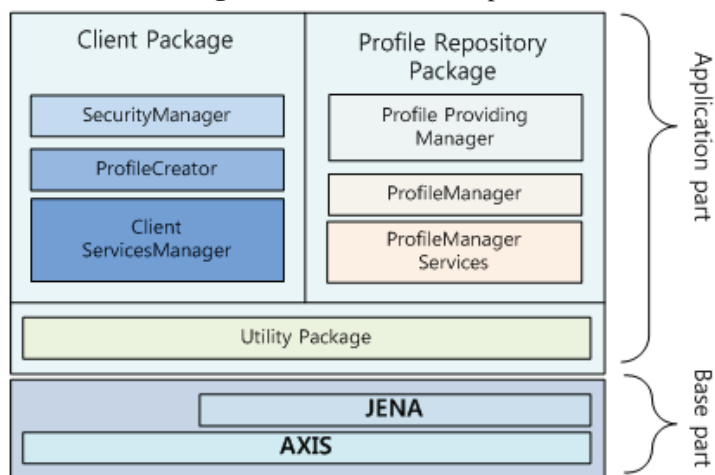 Client Package
SecurityManager
ProfileCreator
Client
ServicesManager
Profile Repository
Package
Profile Providing
Manager
ProfileManager
ProfileManager
Services
Utility Package
Application part
JENA
AXIS
Base part